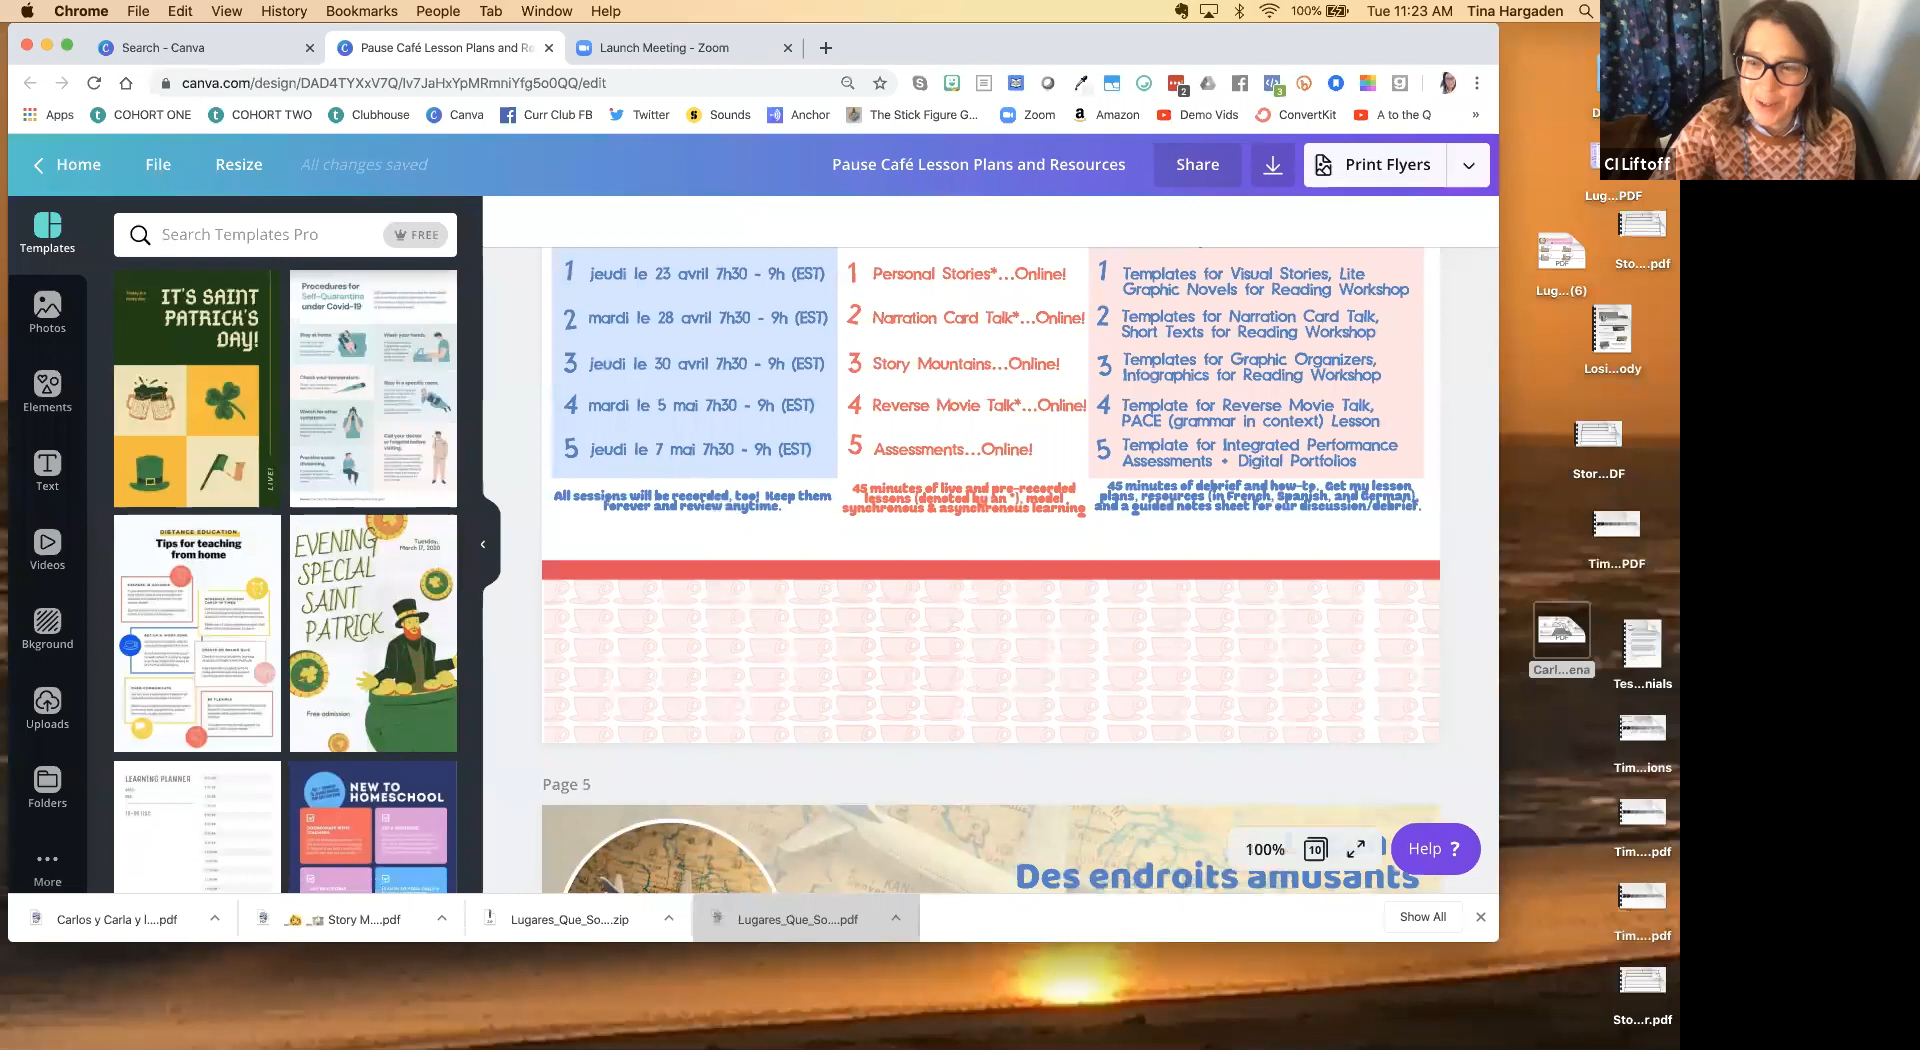 Chrome File Edit View History Bookmarks People Tab Window Help
100% Tue 11:23 AM Tina Hargaden
Search - Canva
Pause Café Lesson Plans and Re
Launch Meeting - Zoom
canva.com/design/DAD4TYXxV7Q/lv7JaHxYpMRmniYfg5o0QQ/edit
Apps COHORT ONE COHORT TWO Clubhouse Canva Curr Club FB Twitter Sounds Anchor The Stick Figure G... Zoom Amazon Demo Vids ConvertKit A to the Q »
Home File Resize All changes saved
Pause Café Lesson Plans and Resources Share Print Flyers
CI Liftoff
Templates
Photos
Elements
Text
Videos
Bkground
Uploads
Folders
More
Search Templates Pro FREE
IT'S SAINT
PATRICK'S
DAY!
LIVE!
Procedures for
Self-Quarantine
under Covid-19
DISTANCE EDUCATION
Tips for teaching
from home
EVENING
SPECIAL
SAINT
PATRICK
Tuesday,
March 17, 2020
Free admission
LEARNING PLANNER
NEW TO
HOMESCHOOL
1 jeudi le 23 avril 7h30 - 9h (EST)
2 mardi le 28 avril 7h30 - 9h (EST)
3 jeudi le 30 avril 7h30 - 9h (EST)
4 mardi le 5 mai 7h30 - 9h (EST)
5 jeudi le 7 mai 7h30 - 9h (EST)
All sessions will be recorded, too! Keep them
forever and review anytime.
1 Personal Stories*...Online!
2 Narration Card Talk*...Online!
3 Story Mountains...Online!
4 Reverse Movie Talk*...Online!
5 Assessments...Online!
45 minutes of live and pre-recorded
lessons (denoted by an *), model
synchronous & asynchronous learning
1 Templates for Visual Stories, Lite
Graphic Novels for Reading Workshop
2 Templates for Narration Card Talk,
Short Texts for Reading Workshop
3 Templates for Graphic Organizers,
Infographics for Reading Workshop
4 Template for Reverse Movie Talk,
PACE (grammar in context) Lesson
5 Template for Integrated Performance
Assessments + Digital Portfolios
45 minutes of debrief and how-to. Get my lesson
plans, resources (in French, Spanish, and German),
and a guided notes sheet for our discussion/debrief.
Page 5
Des endroits amusants
100% 10 Help ?
Carlos y Carla y l....pdf
Story M....pdf
Lugares_Que_So....zip
Lugares_Que_So....pdf
Show All
Lug...PDF
Sto....pdf
Lug...(6)
Losi...ody
Stor...DF
Tim...PDF
Carl...ena
Tes...nials
Tim...ions
Tim....pdf
Tim....pdf
Sto...r.pdf